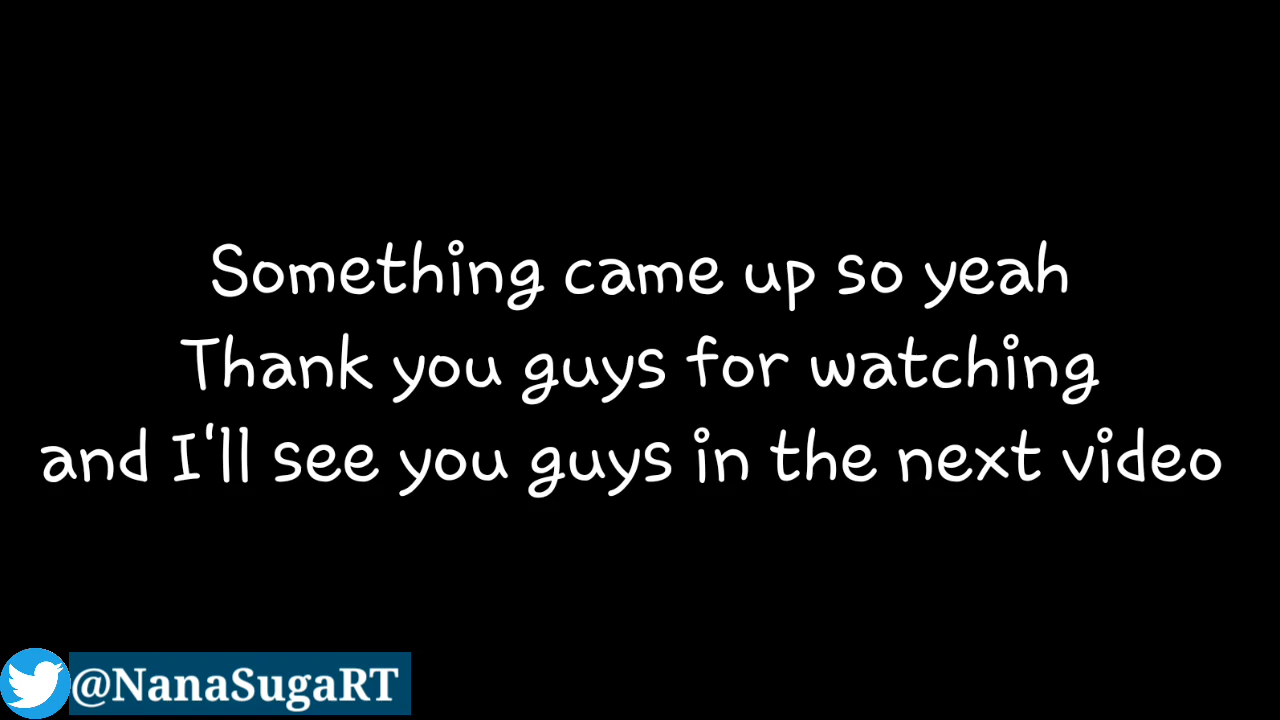 Something came up so yeah
Thank you guys for watching
and I'll see you guys in the next video
@NanaSugaRT